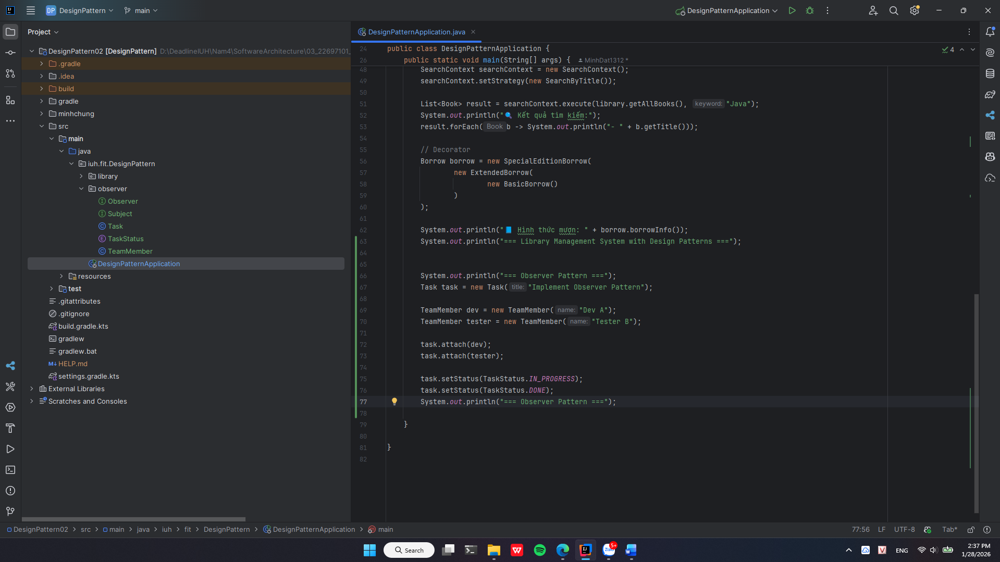 DP DesignPattern main DesignPatternApplication
Project
DesignPatternApplication.java
DesignPattern02 [DesignPattern] D:\DeadlineIUH\Nam4\SoftwareArchitecture\03_22697101_
.gradle
.idea
build
gradle
minhchung
src
main
java
iuh.fit.DesignPattern
library
observer
Observer
Subject
Task
TaskStatus
TeamMember
DesignPatternApplication
resources
test
.gitattributes
.gitignore
build.gradle.kts
gradlew
gradlew.bat
HELP.md
settings.gradle.kts
External Libraries
Scratches and Consoles
24 public class DesignPatternApplication {
4
26 public static void main(String[] args) { MinhDat1312 *
48 SearchContext searchContext = new SearchContext();
49 searchContext.setStrategy(new SearchByTitle());
50
51 List<Book> result = searchContext.execute(library.getAllBooks(), keyword: "Java");
52 System.out.println("🔍 Kết quả tìm kiếm:");
53 result.forEach( Book b -> System.out.println("- " + b.getTitle()));
54
55 // Decorator
56 Borrow borrow = new SpecialEditionBorrow(
57 new ExtendedBorrow(
58 new BasicBorrow()
59 )
60 );
61
62 System.out.println("📘 Hình thức mượn: " + borrow.borrowInfo());
63 System.out.println("=== Library Management System with Design Patterns ===");
64
65
66 System.out.println("=== Observer Pattern ===");
67 Task task = new Task( title: "Implement Observer Pattern");
68
69 TeamMember dev = new TeamMember( name: "Dev A");
70 TeamMember tester = new TeamMember( name: "Tester B");
71
72 task.attach(dev);
73 task.attach(tester);
74
75 task.setStatus(TaskStatus.IN_PROGRESS);
76 task.setStatus(TaskStatus.DONE);
77 System.out.println("=== Observer Pattern ===");
78
79 }
80
81 }
82
DesignPattern02 > src > main > java > iuh > fit > DesignPattern > DesignPatternApplication > main
77:56 LF UTF-8 Tab*
Search
Zalo 5+
ENG
2:37 PM
1/28/2026